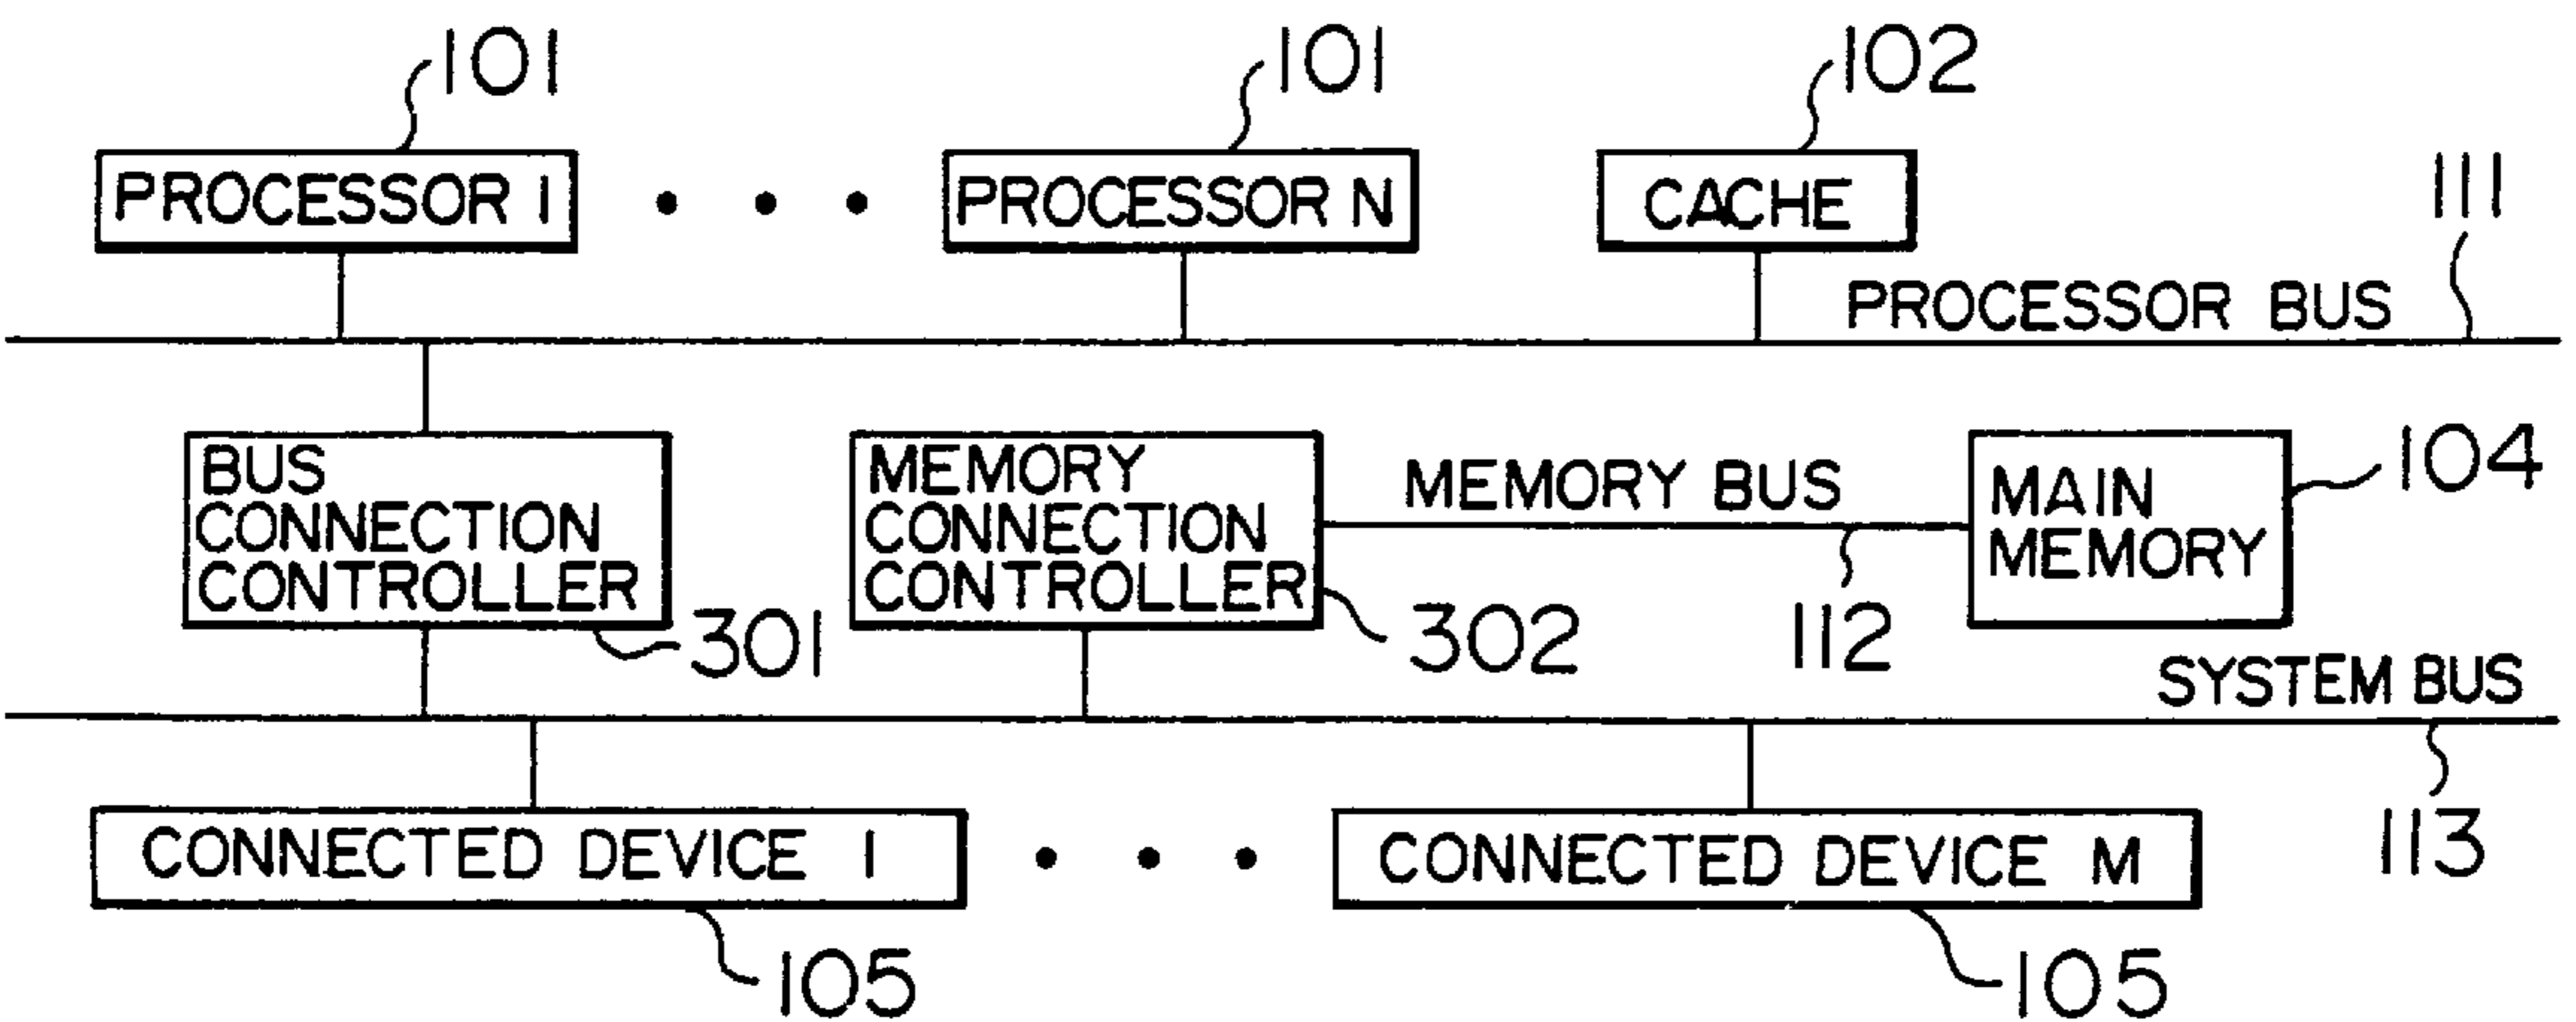 101
101
102
PROCESSOR 1
PROCESSOR N
CACHE
111
PROCESSOR BUS
BUS
CONNECTION
CONTROLLER
301
MEMORY
CONNECTION
CONTROLLER
302
MEMORY BUS
112
MAIN
MEMORY
104
SYSTEM BUS
113
CONNECTED DEVICE 1
CONNECTED DEVICE M
105
105